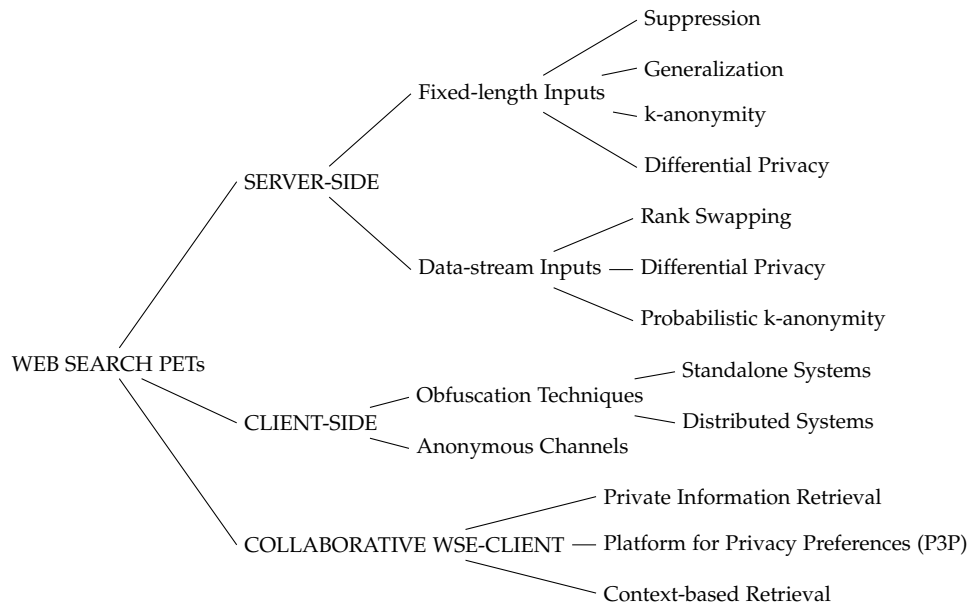 WEB SEARCH PETs
SERVER-SIDE
Fixed-length Inputs
Suppression
Generalization
k-anonymity
Differential Privacy
Data-stream Inputs
Rank Swapping
Differential Privacy
Probabilistic k-anonymity
CLIENT-SIDE
Obfuscation Techniques
Standalone Systems
Distributed Systems
Anonymous Channels
COLLABORATIVE WSE-CLIENT
Private Information Retrieval
Platform for Privacy Preferences (P3P)
Context-based Retrieval